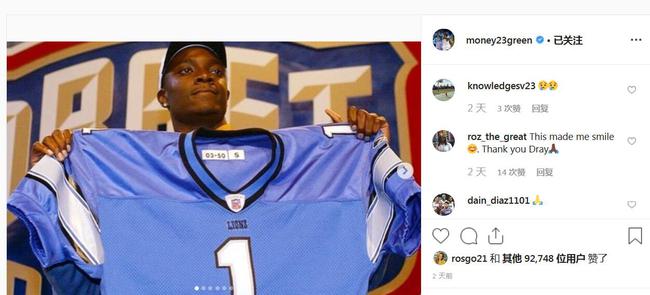 DRAFT
1
03-50 S
LIONS
1
money23green • 已关注
knowledgesv23 😢😢
2 天 3 次赞 回复
roz_the_great This made me smile
😊. Thank you Dray🙏🏾
2 天 14 次赞 回复
dain_diaz1101 🙏
rosgo21 和 其他 92,748 位用户 赞了
2 天前